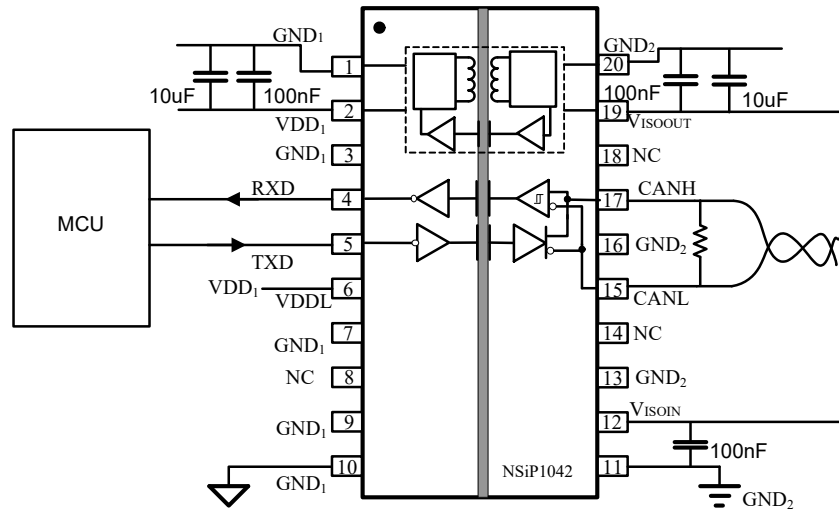 GND₁
1
10uF
100nF
2
VDD₁
GND₁
3
RXD
4
MCU
5
TXD
VDD₁
VDDL
6
7
GND₁
NC
8
9
GND₁
10
GND₁
GND₂
20
100nF
10uF
19
VISOOUT
18
NC
CANH
17
16
GND₂
15
CANL
14
NC
13
GND₂
VISOIN
12
100nF
NSiP1042
11
GND₂